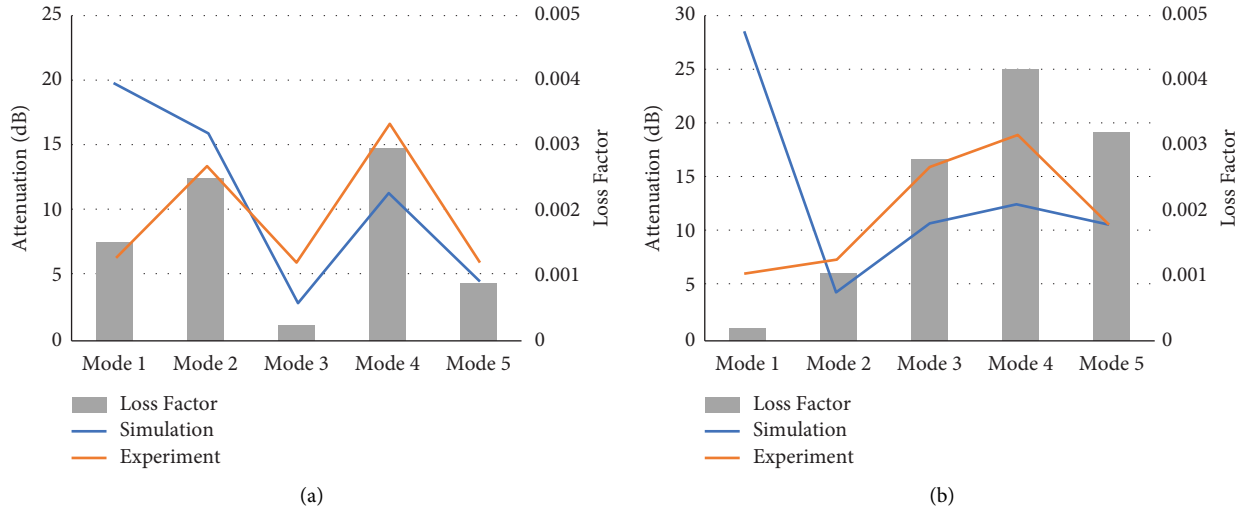 25
20
15
10
5
0
Attenuation (dB)
0.005
0.004
0.003
0.002
0.001
0
Loss Factor
Mode 1 Mode 2 Mode 3 Mode 4 Mode 5
Loss Factor
Simulation
Experiment
(a)
30
25
20
15
10
5
0
Attenuation (dB)
0.005
0.004
0.003
0.002
0.001
0
Loss Factor
Mode 1 Mode 2 Mode 3 Mode 4 Mode 5
Loss Factor
Simulation
Experiment
(b)